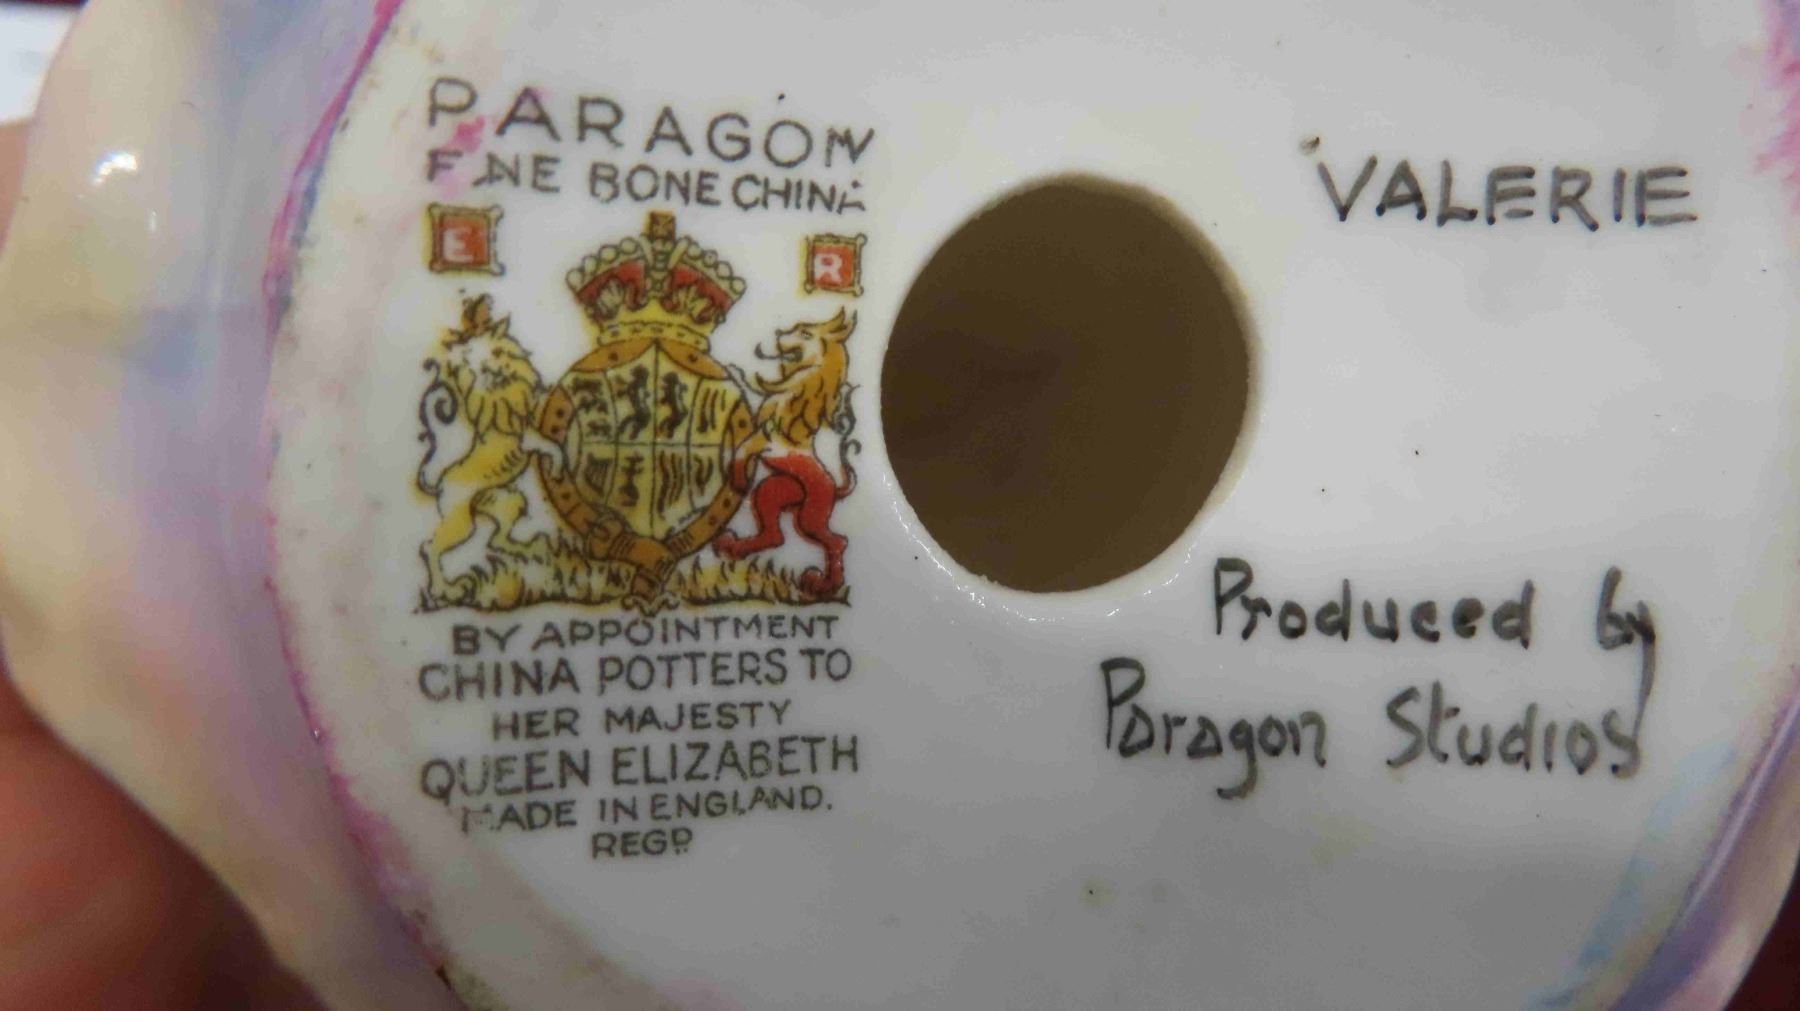 PARAGON
FINE BONE CHINA
E R
BY APPOINTMENT
CHINA POTTERS TO
HER MAJESTY
QUEEN ELIZABETH
MADE IN ENGLAND.
REGD
VALERIE
Produced by
Paragon Studios